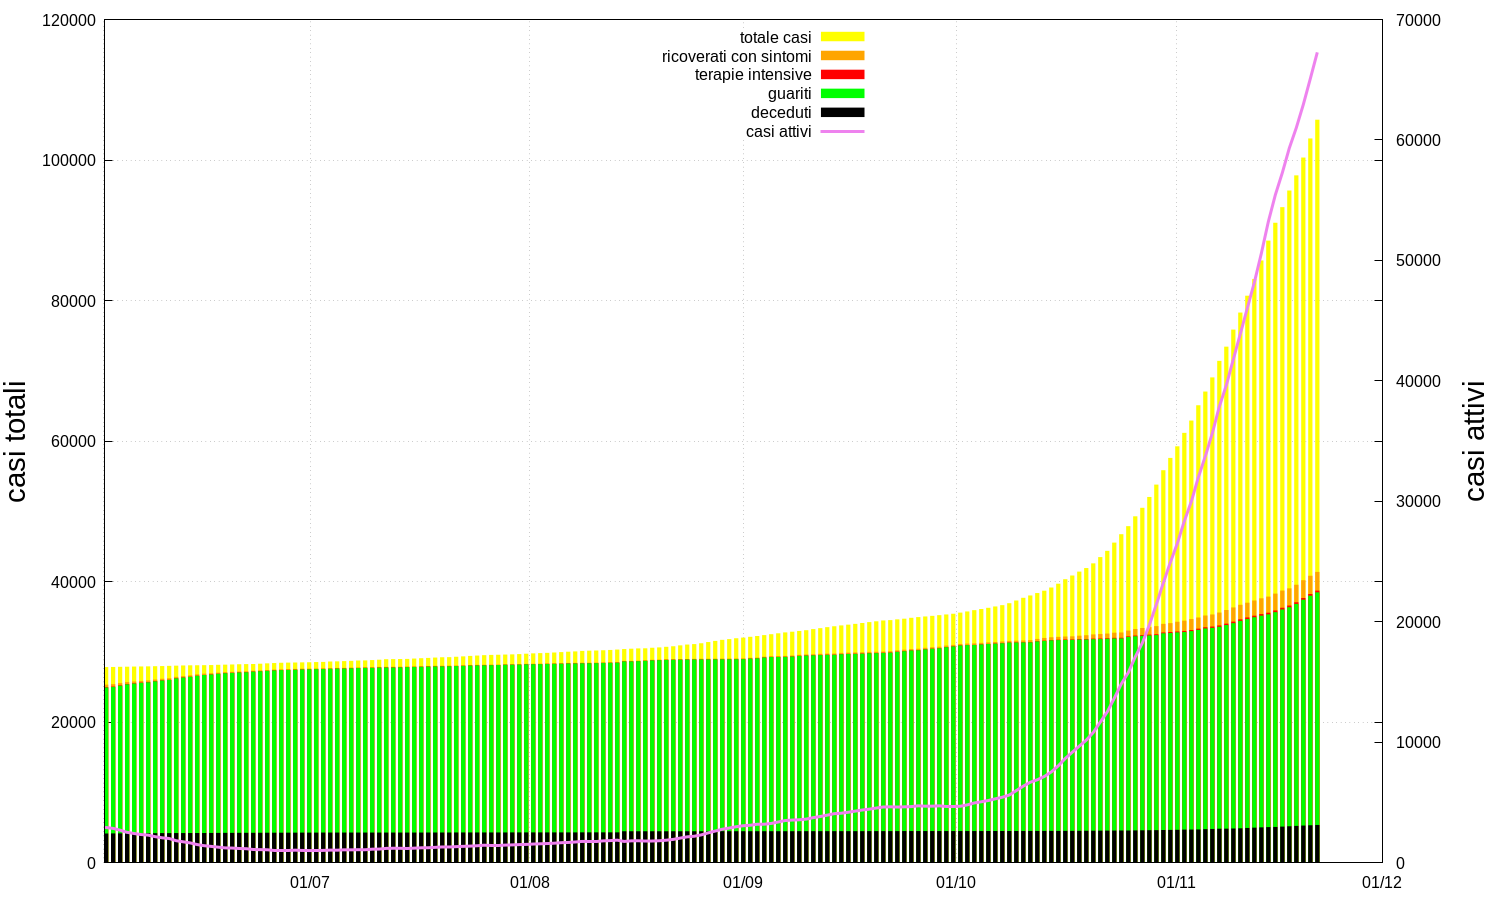 120000
100000
80000
60000
40000
20000
0
casi totali
totale casi
ricoverati con sintomi
terapie intensive
guariti
deceduti
casi attivi
70000
60000
50000
40000
30000
20000
10000
0
casi attivi
01/07
01/08
01/09
01/10
01/11
01/12